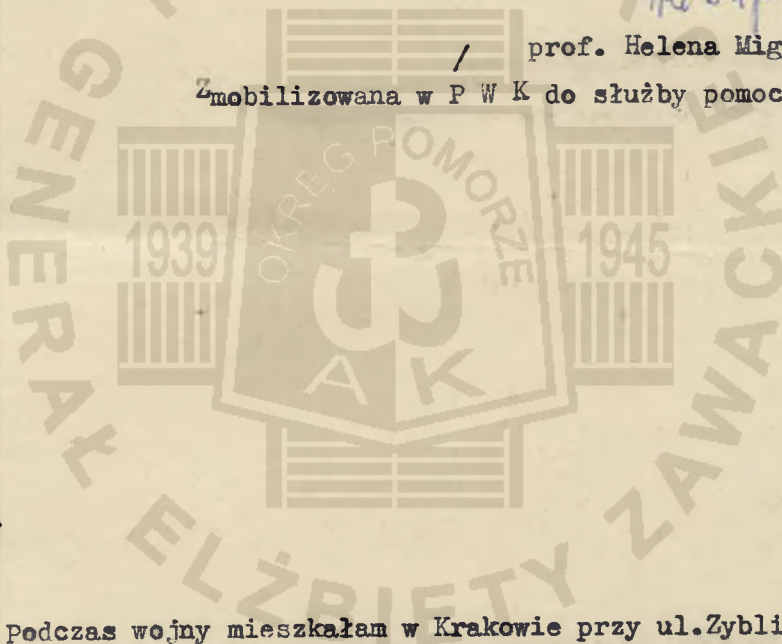 prof. Helena Mig
Zmobilizowana w P W K do służby pomoc
GENERAŁ ELŻBIETY ZAWACKIE
OKRĘG POMORZE
1939
1945
AK
Podczas wojny mieszkałam w Krakowie przy ul.Zybli